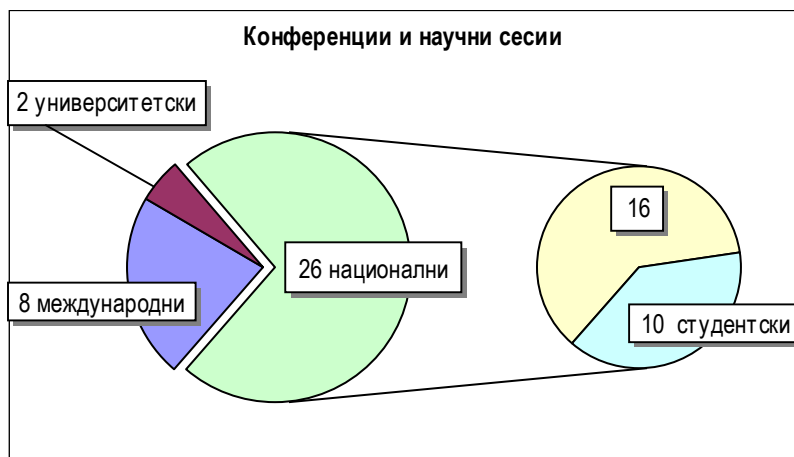 Конференции и научни сесии
2 университетски
16
26 национални
8 международни
10 студентски